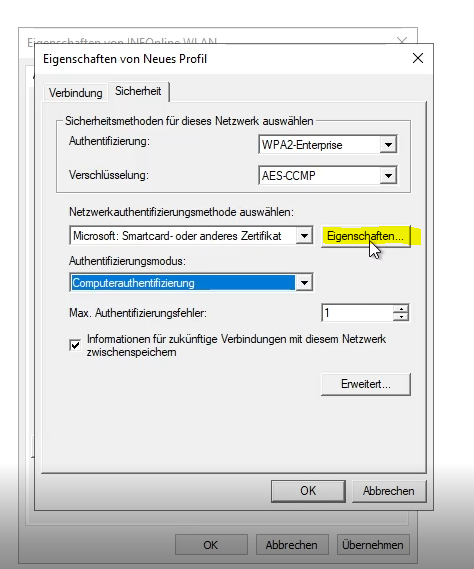 Eigenschaften von INFOnline WLAN
Eigenschaften von Neues Profil
Verbindung
Sicherheit
Sicherheitsmethoden für dieses Netzwerk auswählen
Authentifizierung:
WPA2-Enterprise
Verschlüsselung:
AES-CCMP
Netzwerkauthentifizierungsmethode auswählen:
Microsoft: Smartcard- oder anderes Zertifikat
Eigenschaften...
Authentifizierungsmodus:
Computerauthentifizierung
Max. Authentifizierungsfehler:
1
Informationen für zukünftige Verbindungen mit diesem Netzwerk
zwischenspeichern
Erweitert...
OK
Abbrechen
OK
Abbrechen
Übernehmen